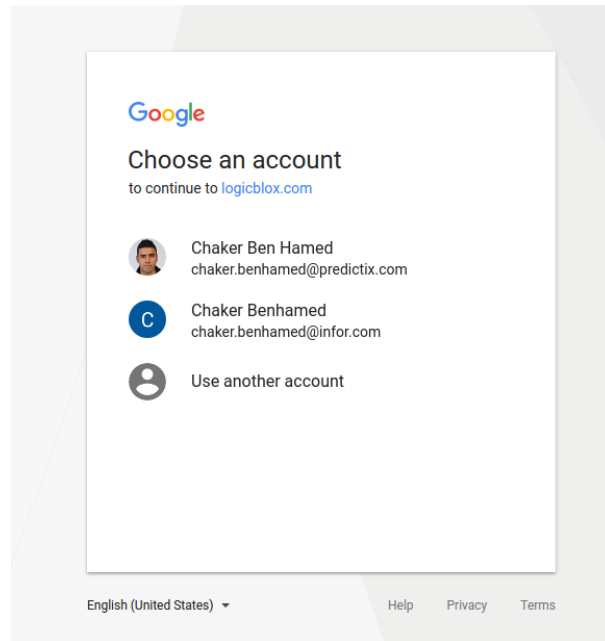 Google
Choose an account
to continue to logicblox.com
Chaker Ben Hamed
chaker.benhamed@predictix.com
C
Chaker Benhamed
chaker.benhamed@infor.com
Use another account
English (United States)
Help Privacy Terms